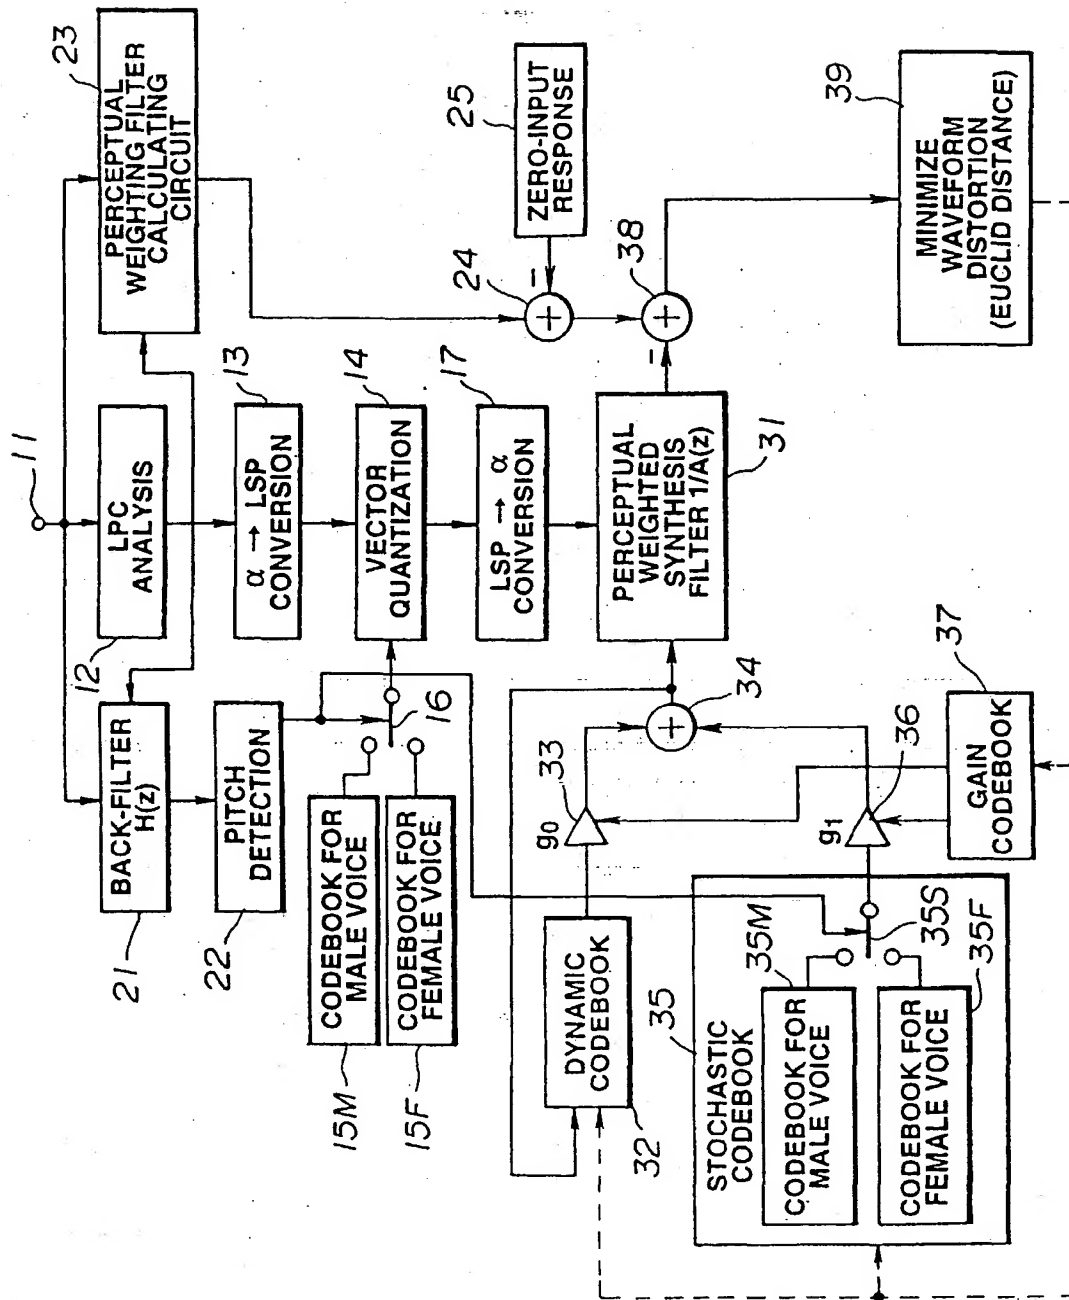 11
23
PERCEPTUAL
WEIGHTING FILTER
CALCULATING
CIRCUIT
12
LPC
ANALYSIS
21
BACK-FILTER
H(z)
22
PITCH
DETECTION
13
α → LSP
CONVERSION
14
VECTOR
QUANTIZATION
17
LSP → α
CONVERSION
15M
CODEBOOK FOR
MALE VOICE
15F
CODEBOOK FOR
FEMALE VOICE
16
25
ZERO-INPUT
RESPONSE
24
+
−
38
+
−
31
PERCEPTUAL
WEIGHTED
SYNTHESIS
FILTER 1/A(z)
32
DYNAMIC
CODEBOOK
g0
33
34
+
35
STOCHASTIC
CODEBOOK
35M
CODEBOOK FOR
MALE VOICE
35F
CODEBOOK FOR
FEMALE VOICE
35S
g1
36
37
GAIN
CODEBOOK
39
MINIMIZE
WAVEFORM
DISTORTION
(EUCLID DISTANCE)